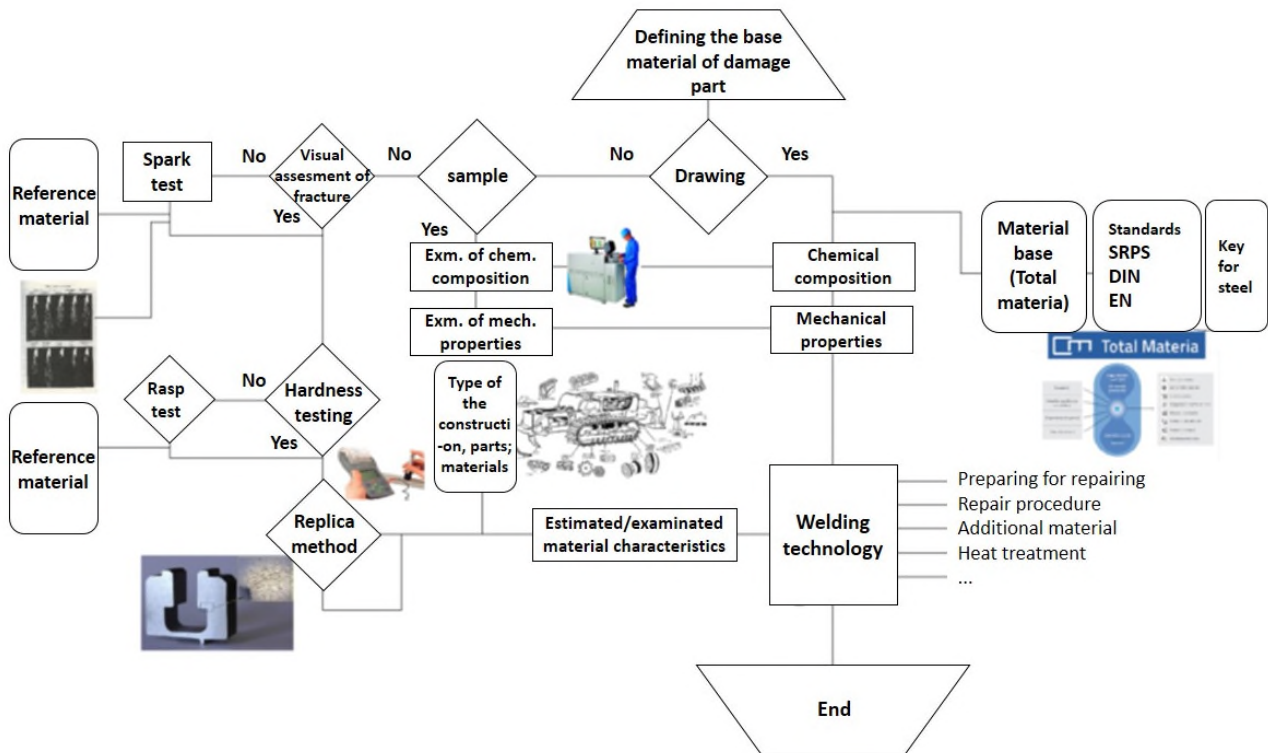 Defining the base
material of damage
part
Drawing
No
Yes
sample
No
Yes
Visual
assesment of
fracture
No
Yes
Spark
test
Reference
material
Exm. of chem.
composition
Chemical
composition
Exm. of mech.
properties
Mechanical
properties
Material
base
(Total
materia)
Standards
SRPS
DIN
EN
Key
for
steel
Total Materia
Hardness
testing
No
Yes
Rasp
test
Reference
material
Type of
the
constructi
-on, parts;
materials
Replica
method
Estimated/examinated
material characteristics
Welding
technology
Preparing for repairing
Repair procedure
Additional material
Heat treatment
...
End